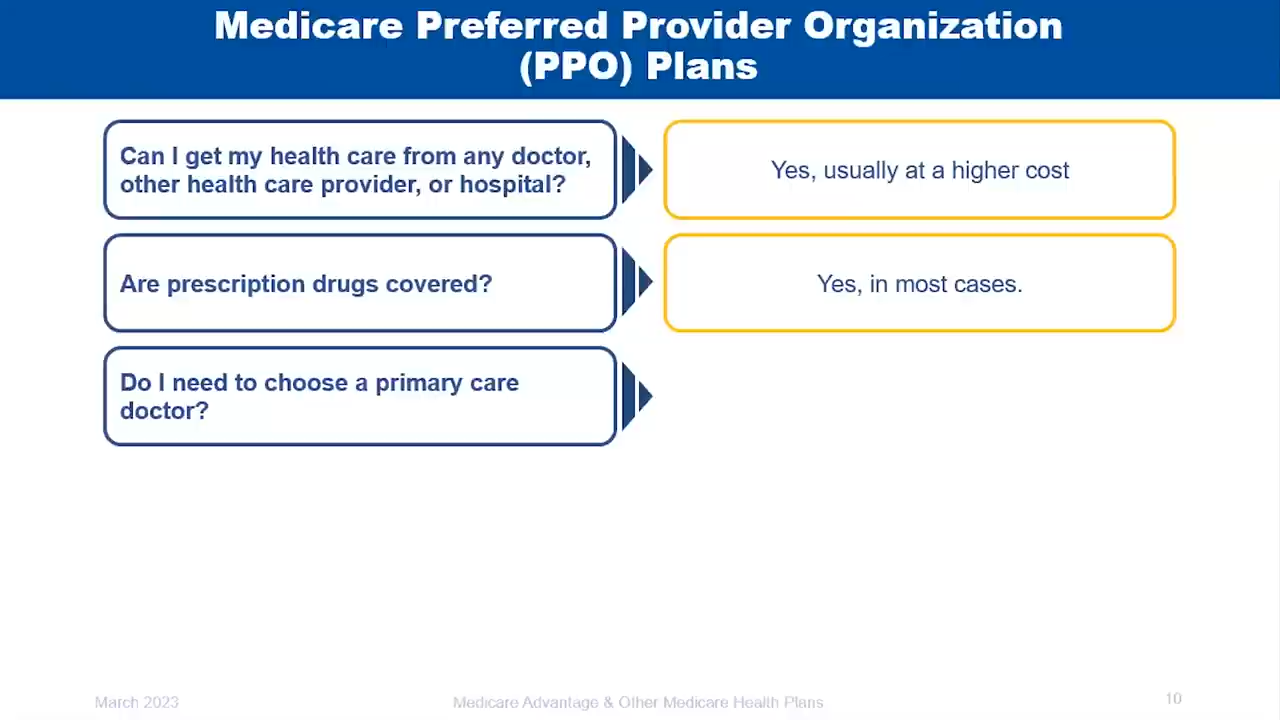 Medicare Preferred Provider Organization
(PPO) Plans
Can I get my health care from any doctor,
other health care provider, or hospital?
Yes, usually at a higher cost
Are prescription drugs covered?
Yes, in most cases.
Do I need to choose a primary care
doctor?
March 2023
Medicare Advantage & Other Medicare Health Plans
10